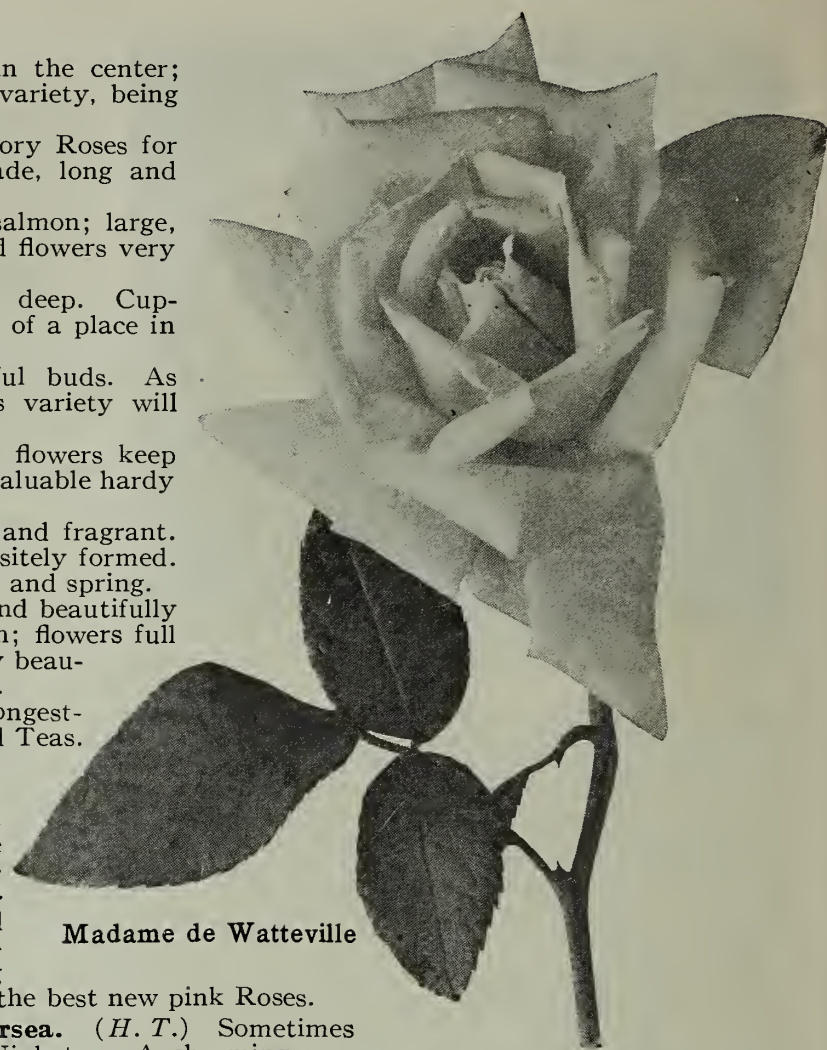 n the center;
variety, being
ory Roses for
ade, long and
salmon; large,
d flowers very
deep. Cup-
of a place in
ful buds. As
s variety will
flowers keep
aluable hardy
and fragrant.
sitely formed.
and spring.
nd beautifully
n; flowers full
y beau-
ongest-
l Teas.
Madame de Watteville
the best new pink Roses.
rsea. (H. T.) Sometimes